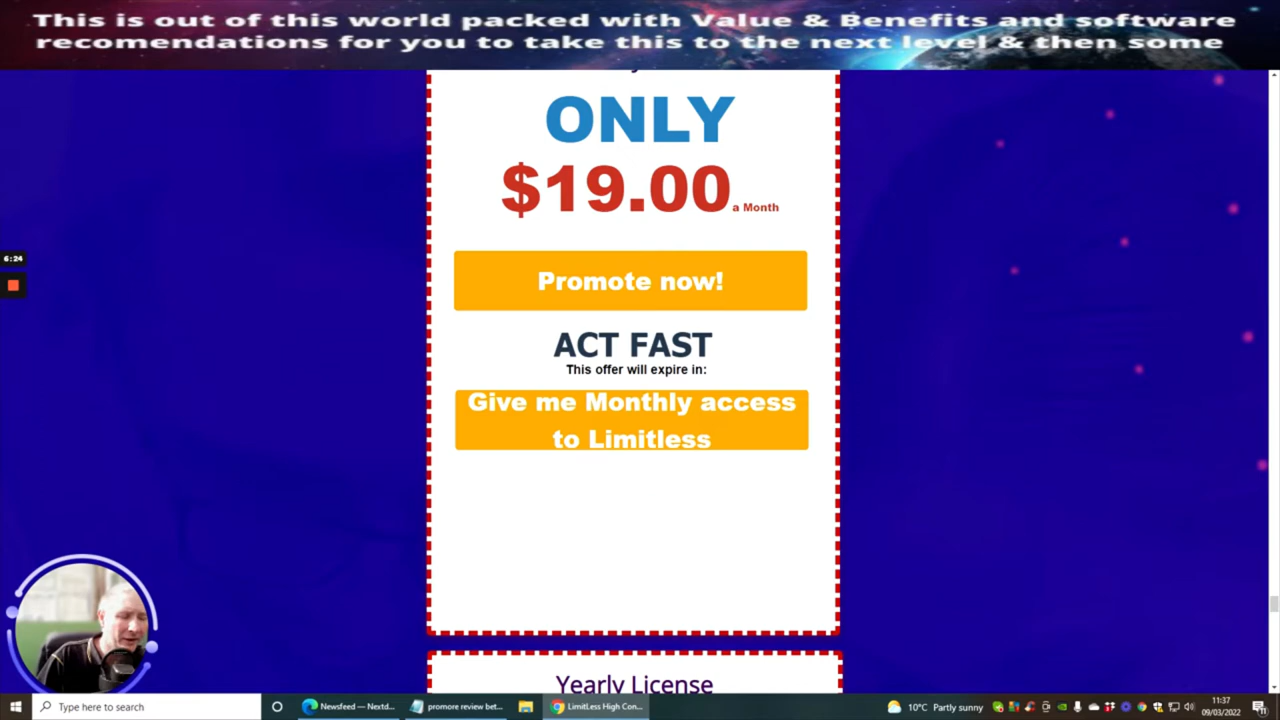 This is out of this world packed with Value & Benefits and software
recomendations for you to take this to the next level & then some
ONLY
$19.00 a Month
Promote now!
ACT FAST
This offer will expire in:
Give me Monthly access
to Limitless
6:24
Yearly License
Type here to search
Newsfeed — Nextd...
promore review bet...
LimitLess High Con...
10°C Partly sunny
11:37
09/03/2022